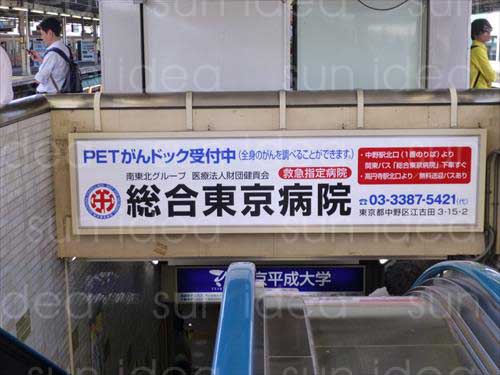 PETがんドック受付中(全身のがんを調べることができます。)
南東北グループ 医療法人財団健貢会 救急指定病院
総合東京病院
・中野駅北口(1番のりば)より
関東バス「総合東京病院」下車すぐ
・高円寺駅北口より/無料送迎バスあり
☎03-3387-5421(代)
東京都中野区江古田3-15-2
京平成大学
sun idea